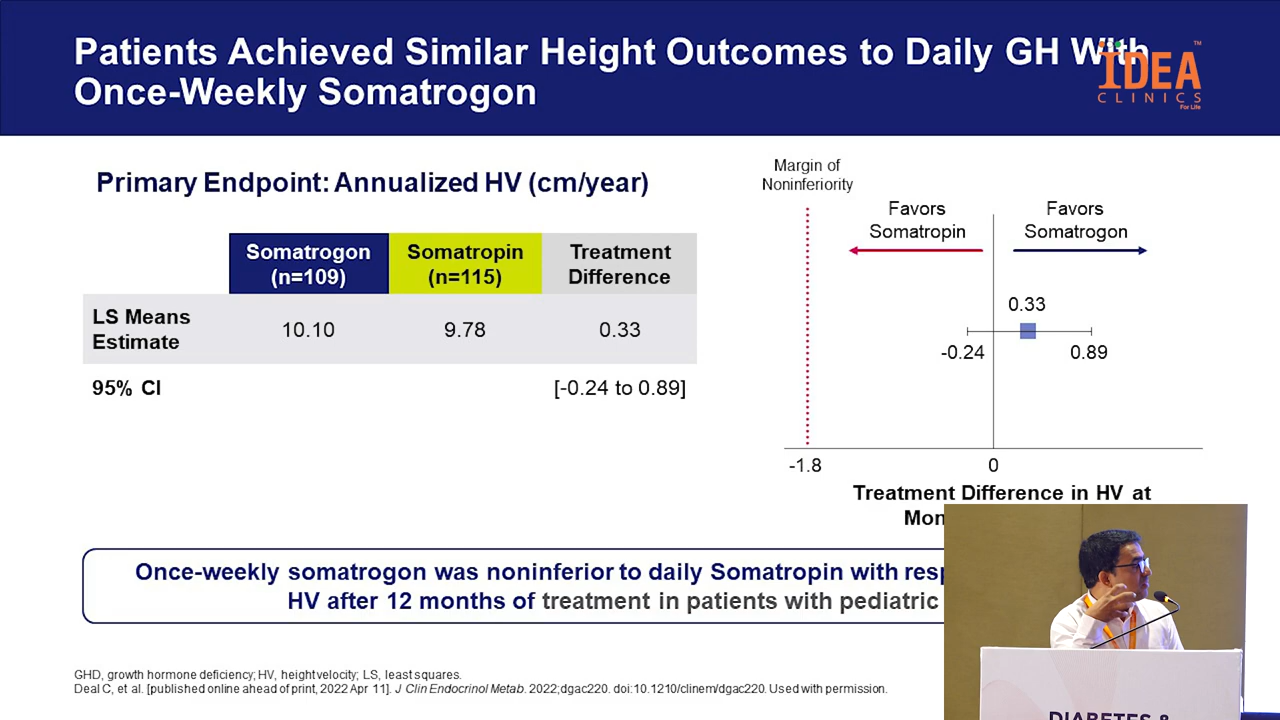 Patients Achieved Similar Height Outcomes to Daily GH With
Once-Weekly Somatrogon
IDEA
CLINICS
For Life
TM
Primary Endpoint: Annualized HV (cm/year)
Somatrogon
(n=109)
Somatropin
(n=115)
Treatment
Difference
LS Means
Estimate
10.10
9.78
0.33
95% CI
[-0.24 to 0.89]
Margin of
Noninferiority
Favors
Somatropin
Favors
Somatrogon
0.33
-0.24
0.89
-1.8
0
Treatment Difference in HV at
Once-weekly somatrogon was noninferior to daily Somatropin with
HV after 12 months of treatment in patients with pediatric
GHD, growth hormone deficiency; HV, height velocity; LS, least squares.
Deal C, et al. [published online ahead of print, 2022 Apr 11]. J Clin Endocrinol Metab. 2022;dgac220. doi:10.1210/clinem/dgac220. Used with permission.
DIABETES &